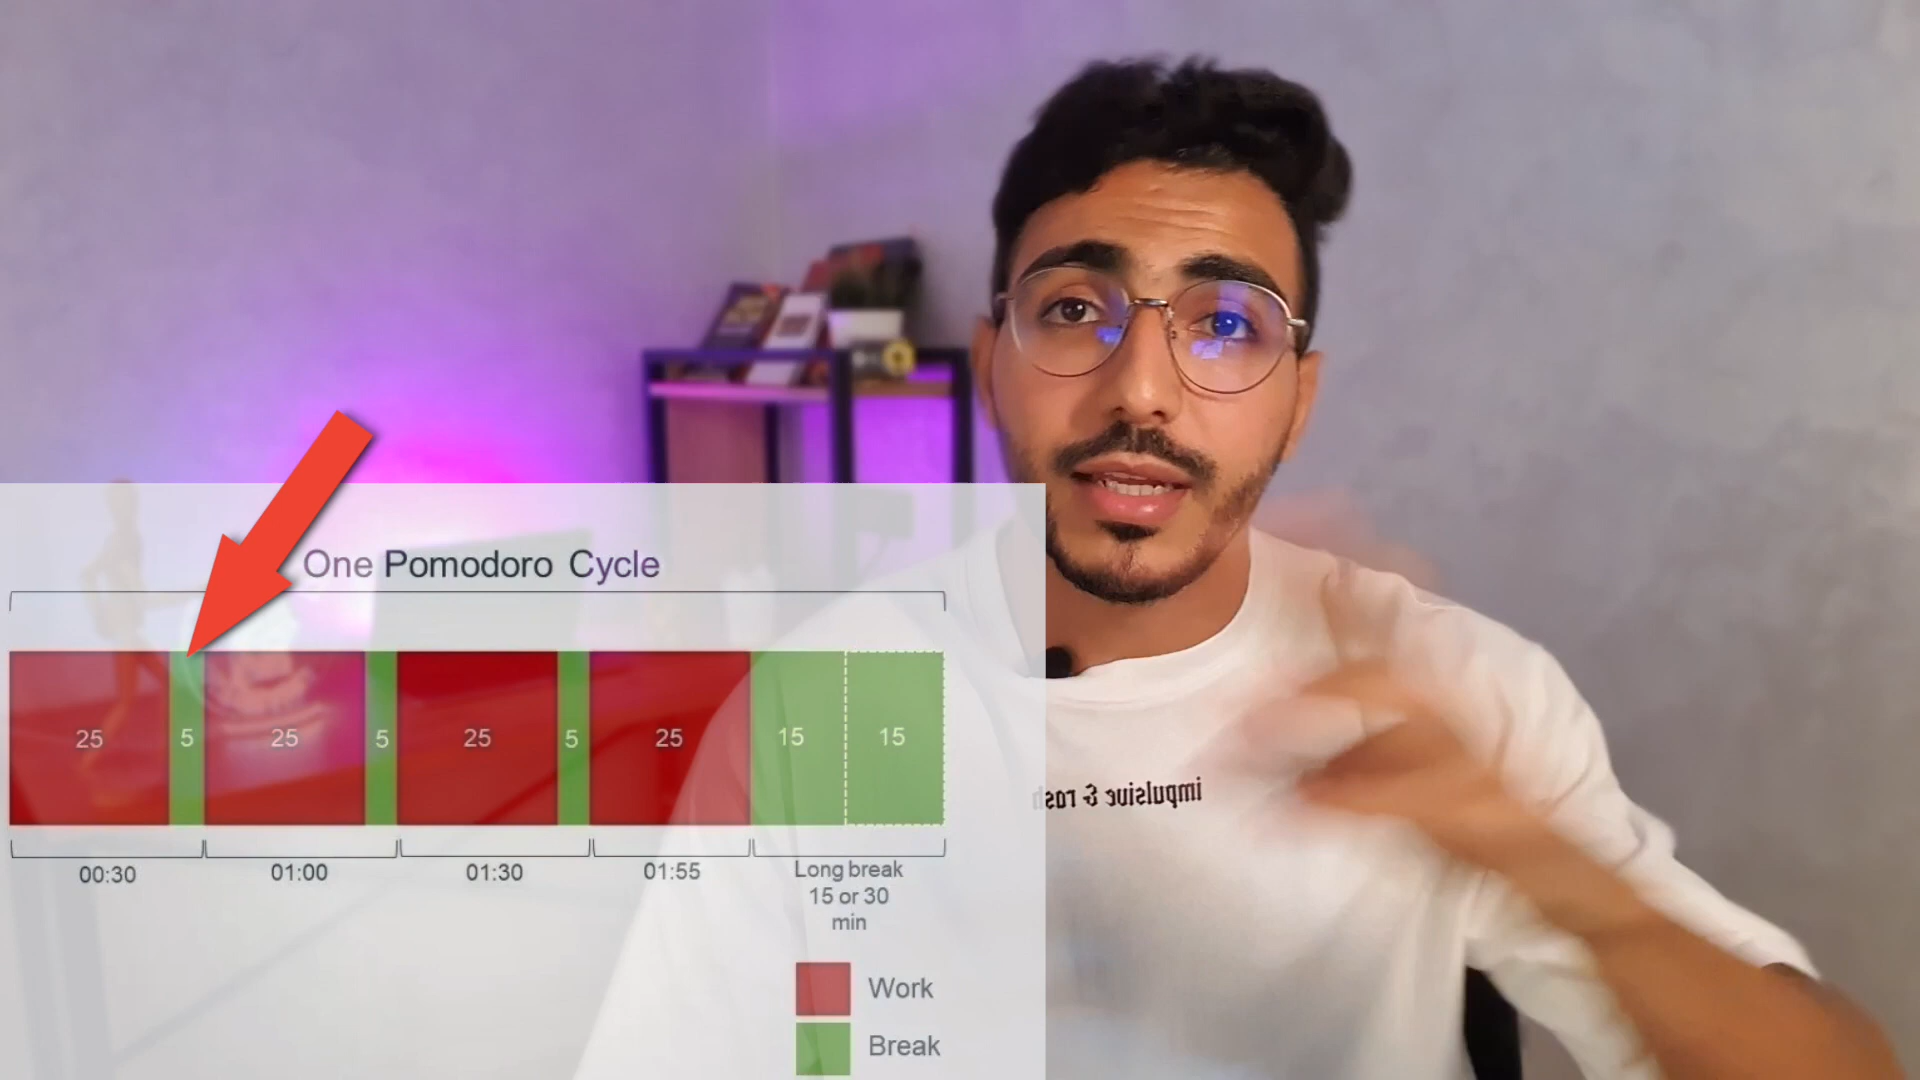 One Pomodoro Cycle
25 5 25 5 25 5 25 15 15
00:30 01:00 01:30 01:55 Long break
15 or 30
min
Work
Break
impulsive & rash